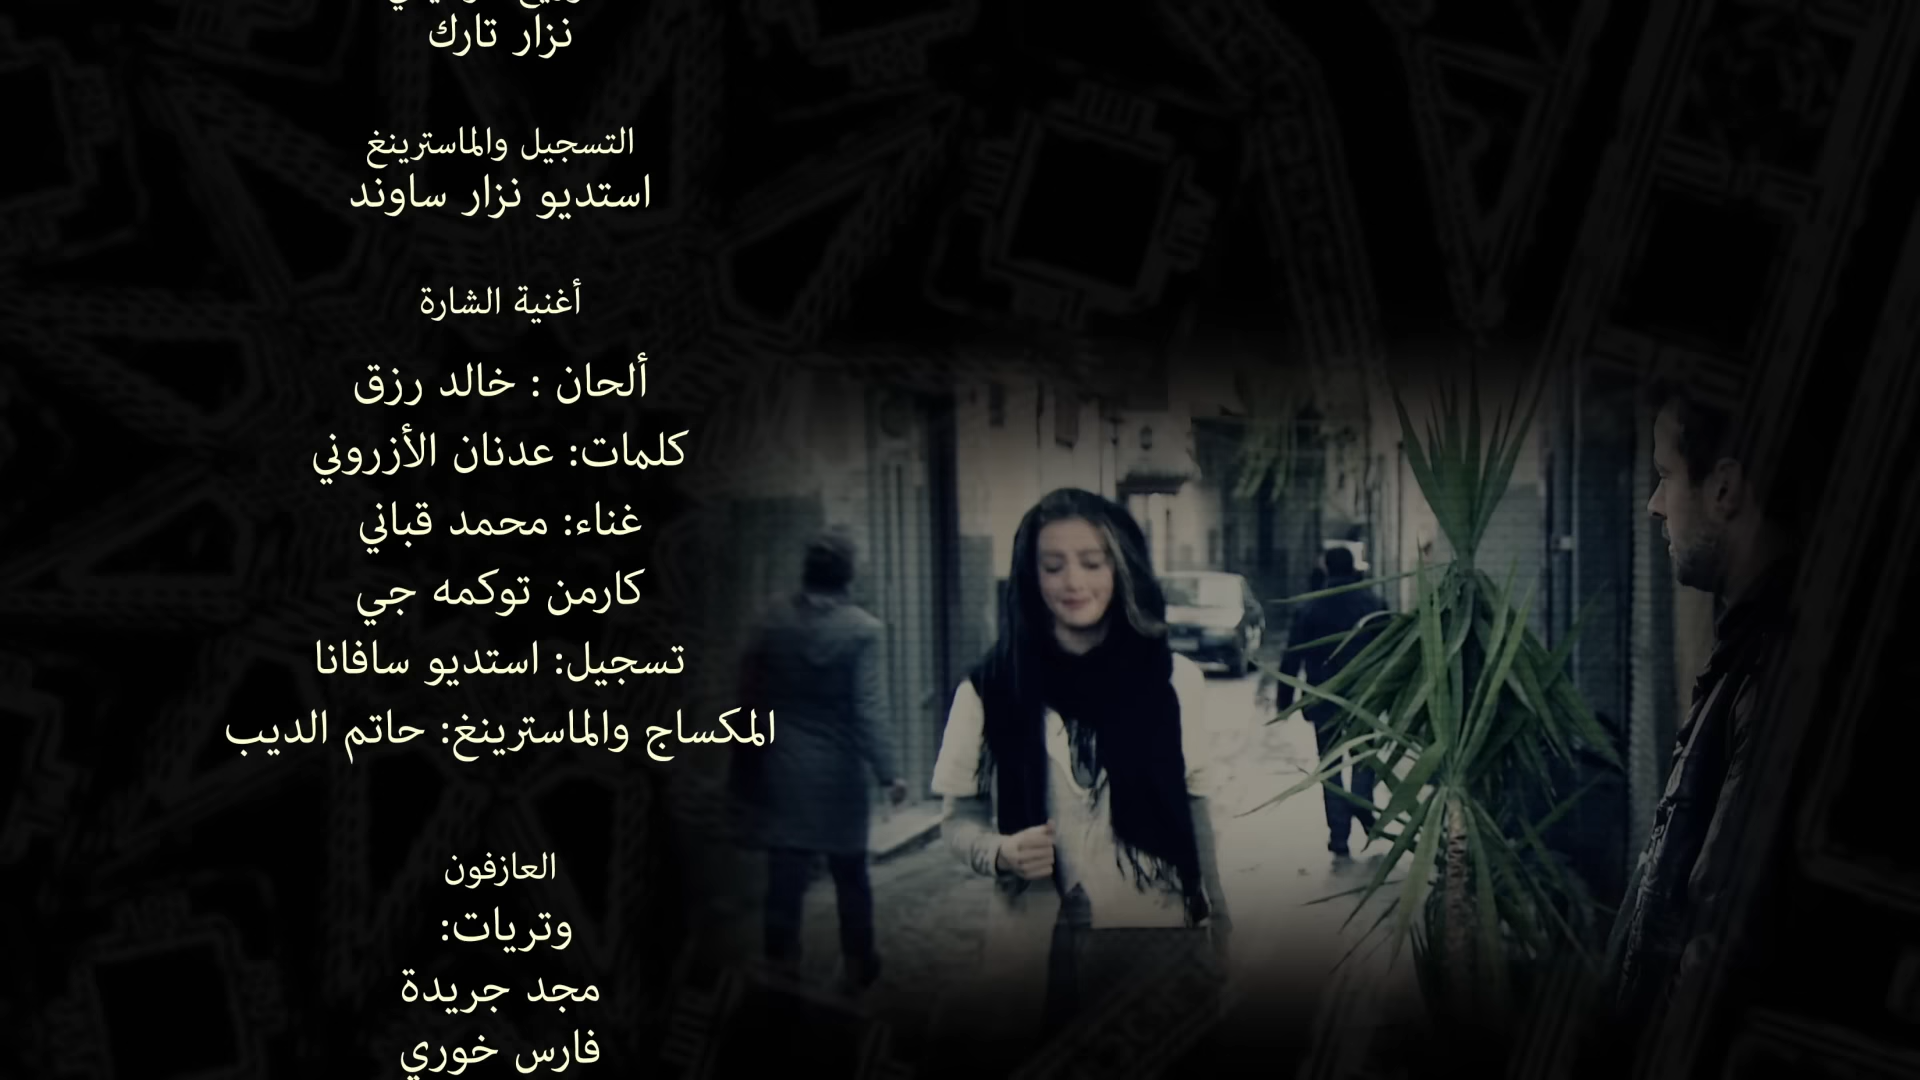 نزار تارك
التسجيل والماسترينغ
استديو نزار ساوند
أغنية الشارة
ألحان : خالد رزق
كلمات: عدنان الأزروني
غناء: محمد قباني
كارمن توكمه جي
تسجيل: استديو سافانا
المكساج والماسترينغ: حاتم الديب
العازفون
وتريات:
مجد جريدة
فارس خوري